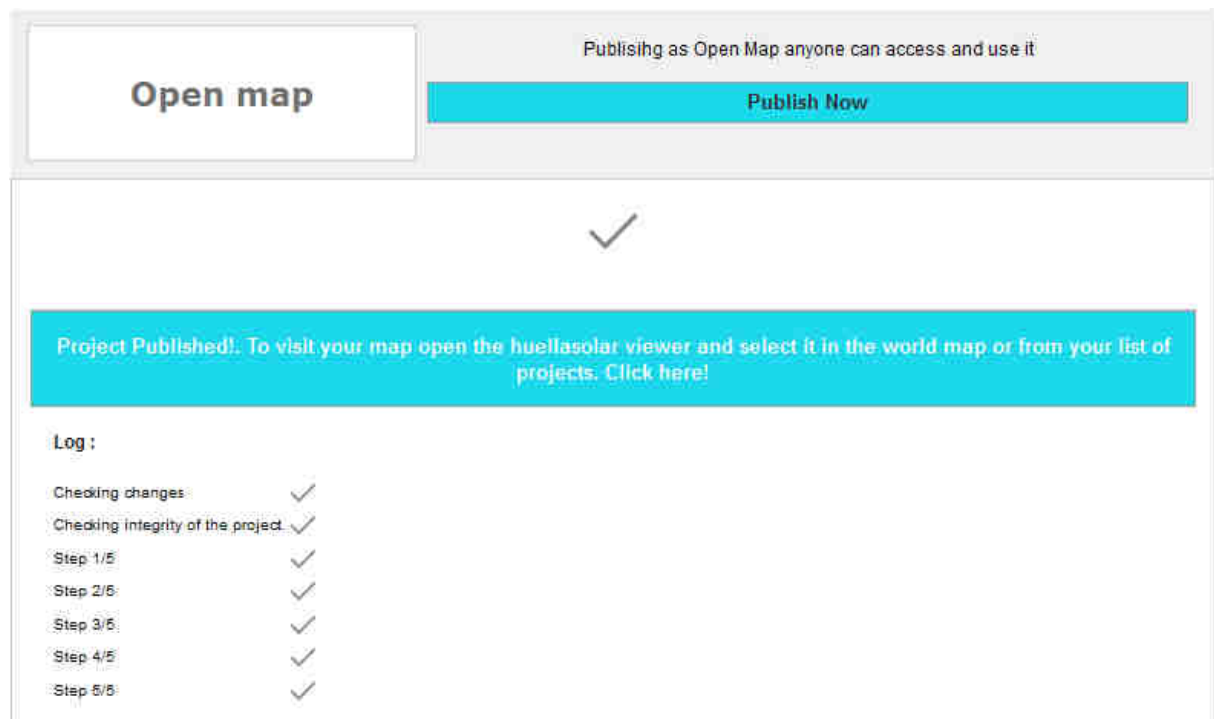 Open map
Publisihg as Open Map anyone can access and use it
Publish Now
Project Published!. To visit your map open the huellasolar viewer and select it in the world map or from your list of
projects. Click here!
Log :
Checking changes
Checking integrity of the project.
Step 1/5
Step 2/5
Step 3/5
Step 4/5
Step 5/5